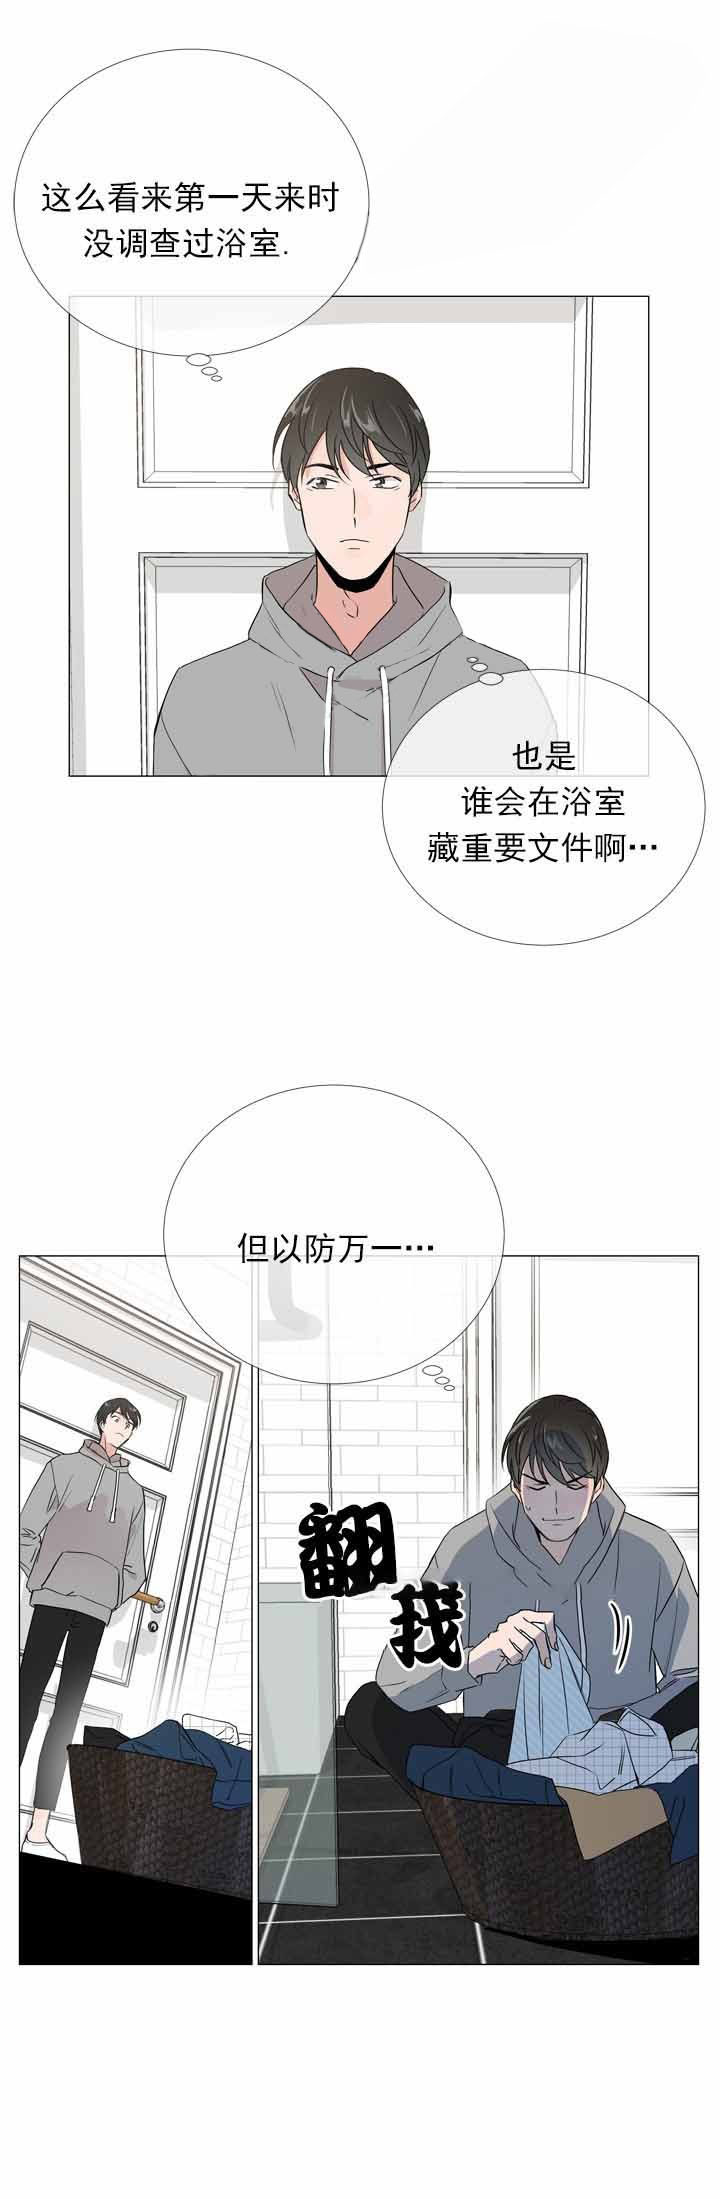 这么看来第一天来时
没调查过浴室.
也是
谁会在浴室
藏重要文件啊…
但以防万一…
翻
找